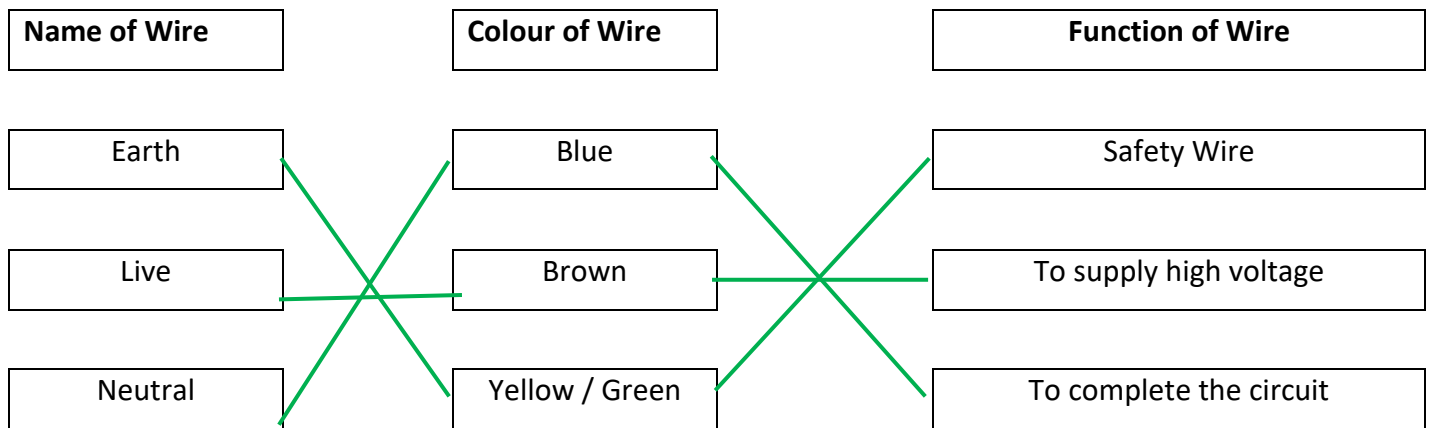 Name of Wire Colour of Wire Function of Wire
Earth Blue Safety Wire
Live Brown To supply high voltage
Neutral Yellow / Green To complete the circuit